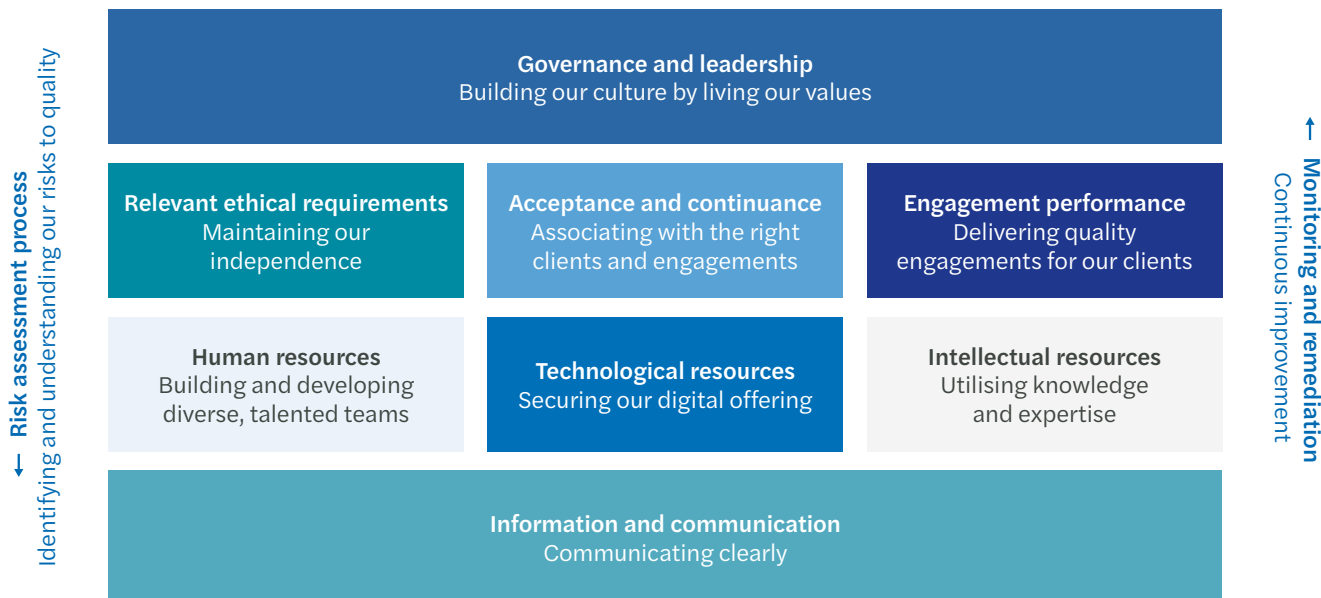 Governance and leadership
Building our culture by living our values
← Risk assessment process
Identifying and understanding our risks to quality
Relevant ethical requirements
Maintaining our
independence
Acceptance and continuance
Associating with the right
clients and engagements
Engagement performance
Delivering quality
engagements for our clients
Human resources
Building and developing
diverse, talented teams
Technological resources
Securing our digital offering
Intellectual resources
Utilising knowledge
and expertise
Information and communication
Communicating clearly
← Monitoring and remediation
Continuous improvement